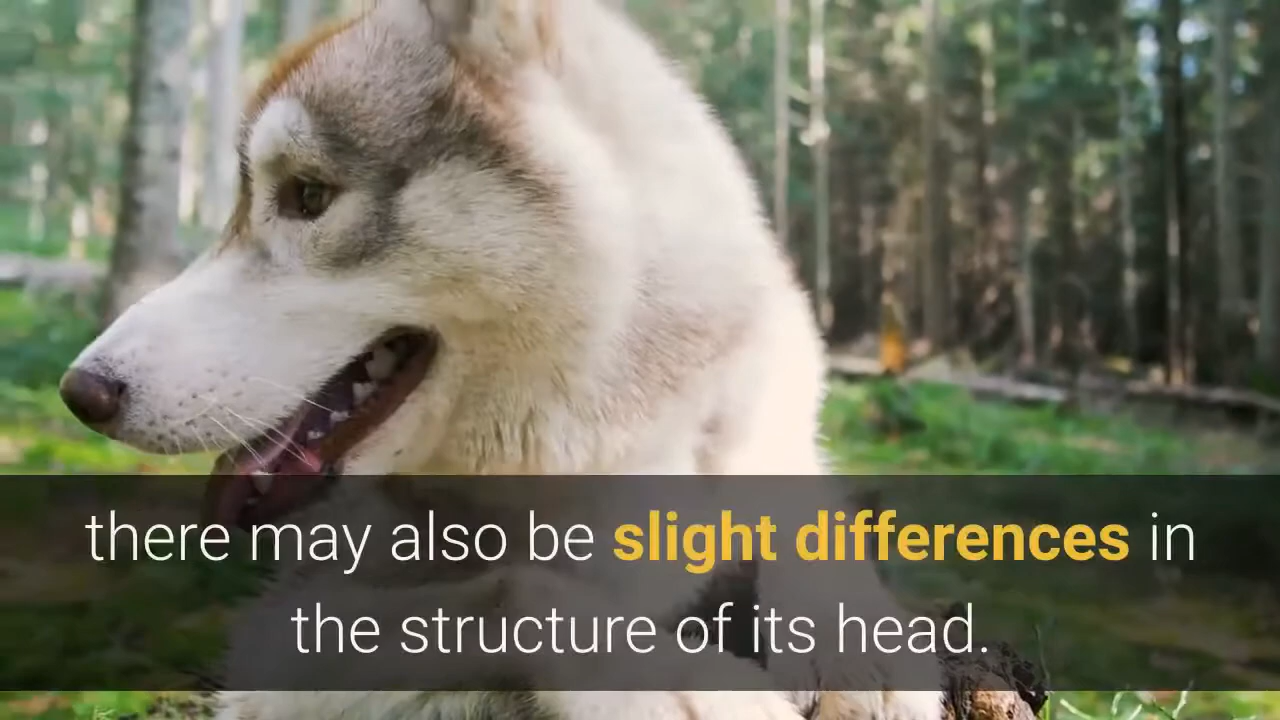 there may also be slight differences in
the structure of its head.